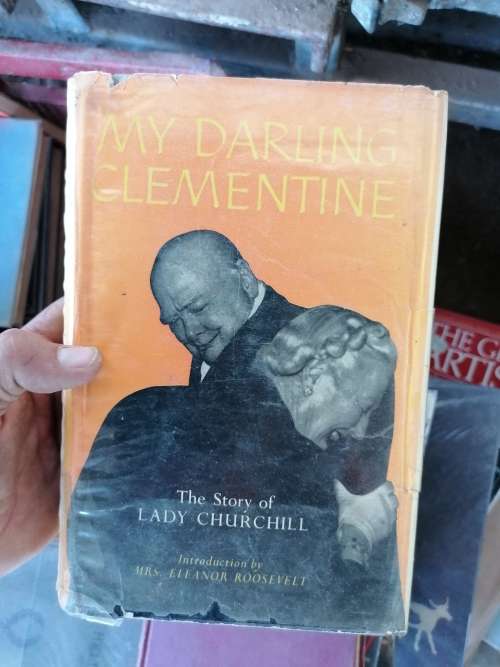 MY DARLING
CLEMENTINE
The Story of
LADY CHURCHILL
Introduction by
MRS. ELEANOR ROOSEVELT
THE G
ARTIS